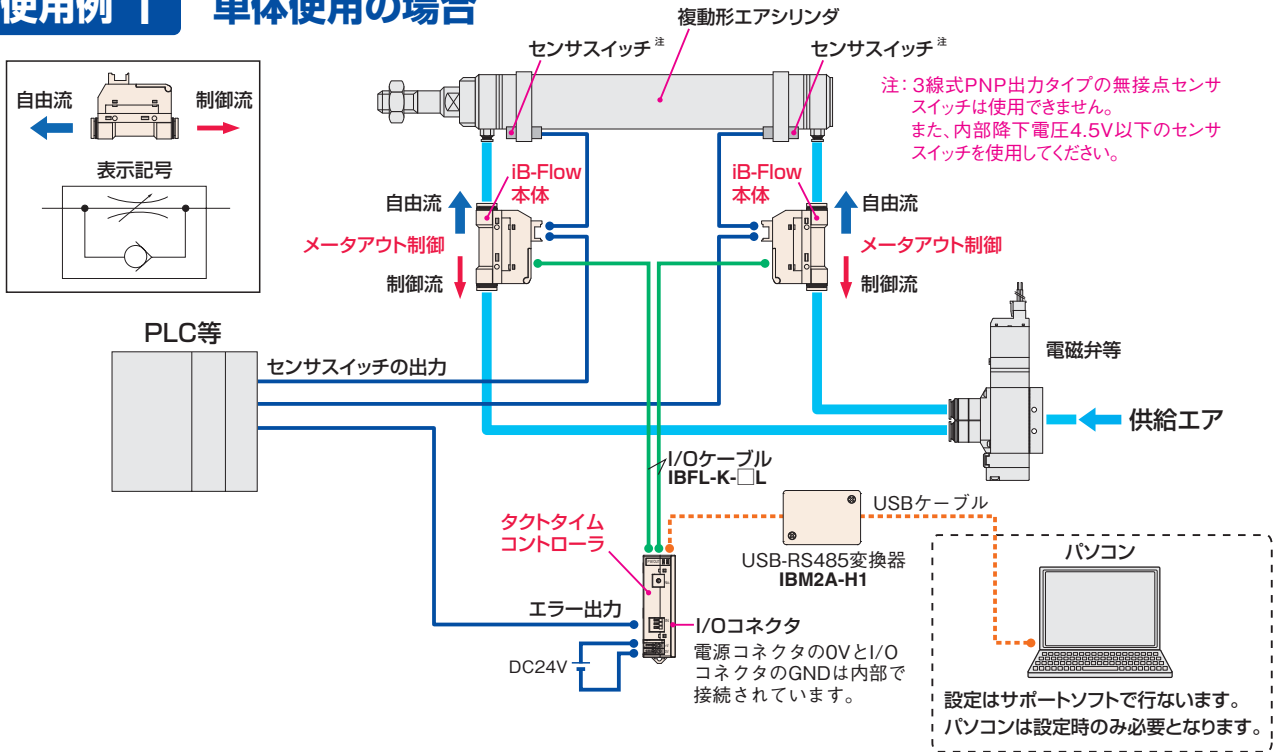 使用例 1 単体使用の場合
複動形エアシリンダ
センサスイッチ 注
センサスイッチ 注
注：3線式PNP出力タイプの無接点センサ
スイッチは使用できません。
また、内部降下電圧4.5V以下のセンサ
スイッチを使用してください。
自由流
制御流
表示記号
iB-Flow
本体
自由流
メータアウト制御
制御流
iB-Flow
本体
自由流
メータアウト制御
制御流
PLC等
センサスイッチの出力
電磁弁等
供給エア
I/Oケーブル
IBFL-K-□L
USBケーブル
タクトタイム
コントローラ
USB-RS485変換器
IBM2A-H1
パソコン
エラー出力
I/Oコネクタ
電源コネクタの0VとI/O
コネクタのGNDは内部で
接続されています。
DC24V
設定はサポートソフトで行ないます。
パソコンは設定時のみ必要となります。